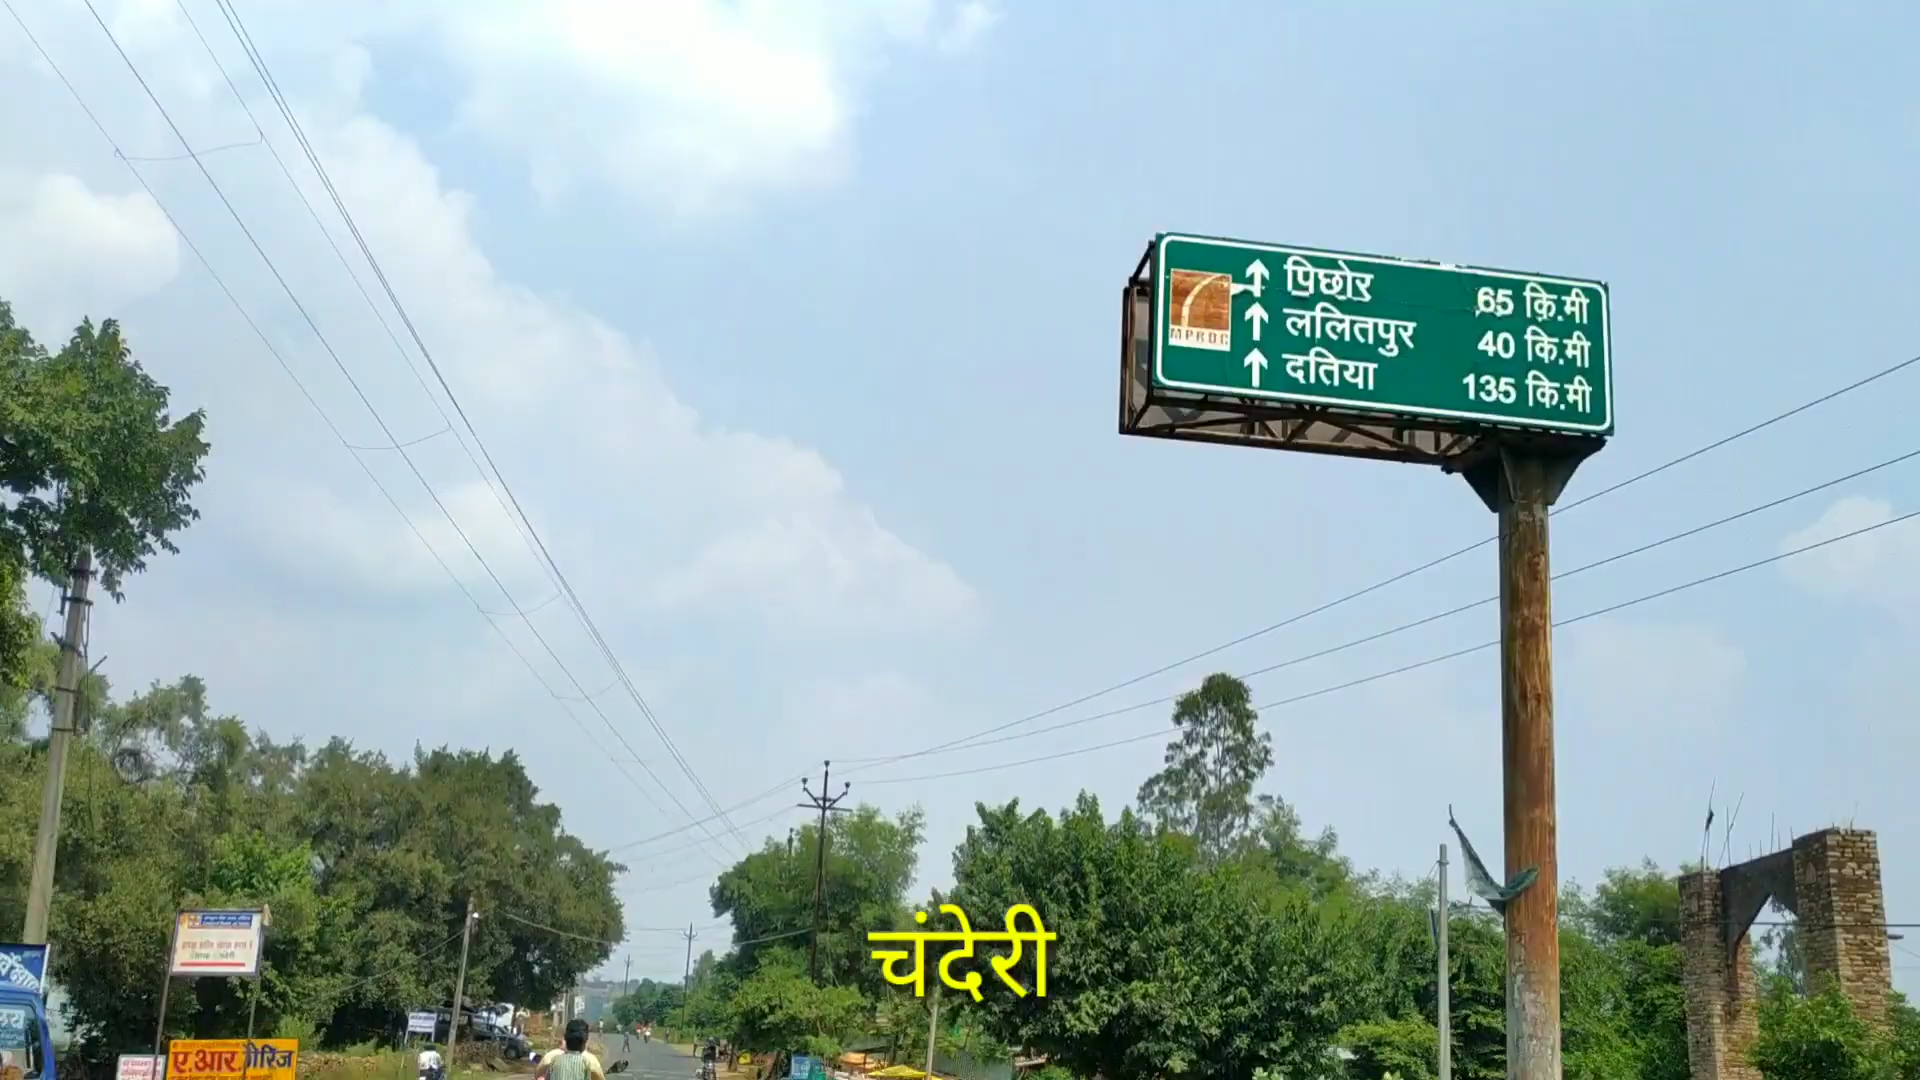 पिछोर 65 कि.मी
ललितपुर 40 कि.मी
दतिया 135 कि.मी
MPRDC
चंदेरी
ए.आर. गैरिज